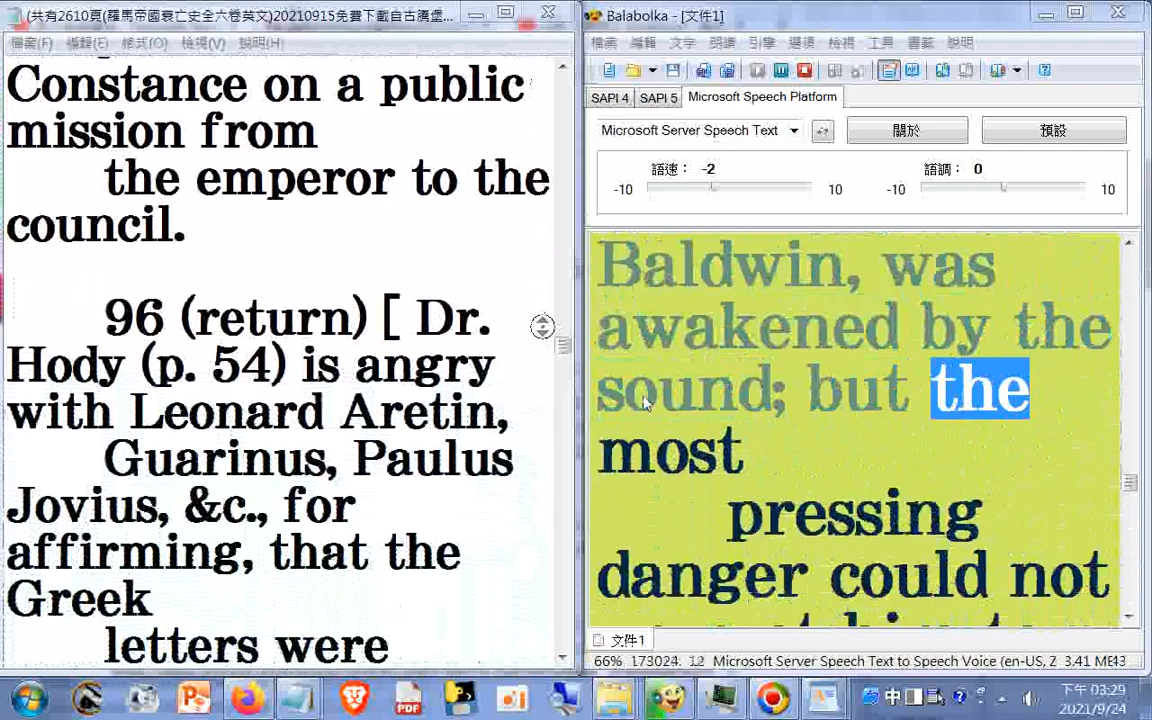 (共有2610頁(羅馬帝國衰亡史全六卷英文)20210915免費下載自古騰堡...
檔案(F) 編輯(E) 格式(O) 檢視(V) 說明(H)
Constance on a public
mission from
the emperor to the
council.
96 (return) [ Dr.
Hody (p. 54) is angry
with Leonard Aretin,
Guarinus, Paulus
Jovius, &c., for
affirming, that the
Greek
letters were
Balabolka - [文件1]
檔案 編輯 文字 朗讀 引擎 選項 檢視 工具 書籤 說明
SAPI 4 SAPI 5 Microsoft Speech Platform
Microsoft Server Speech Text 關於 預設
語速: -2 語調: 0
-10 10 -10 10
Baldwin, was
awakened by the
sound; but the
most
pressing
danger could not
文件1
66% 173024. 12 Microsoft Server Speech Text to Speech Voice (en-US, Z 3.41 ME43
PDF 中 下午 03:29
2021/9/24